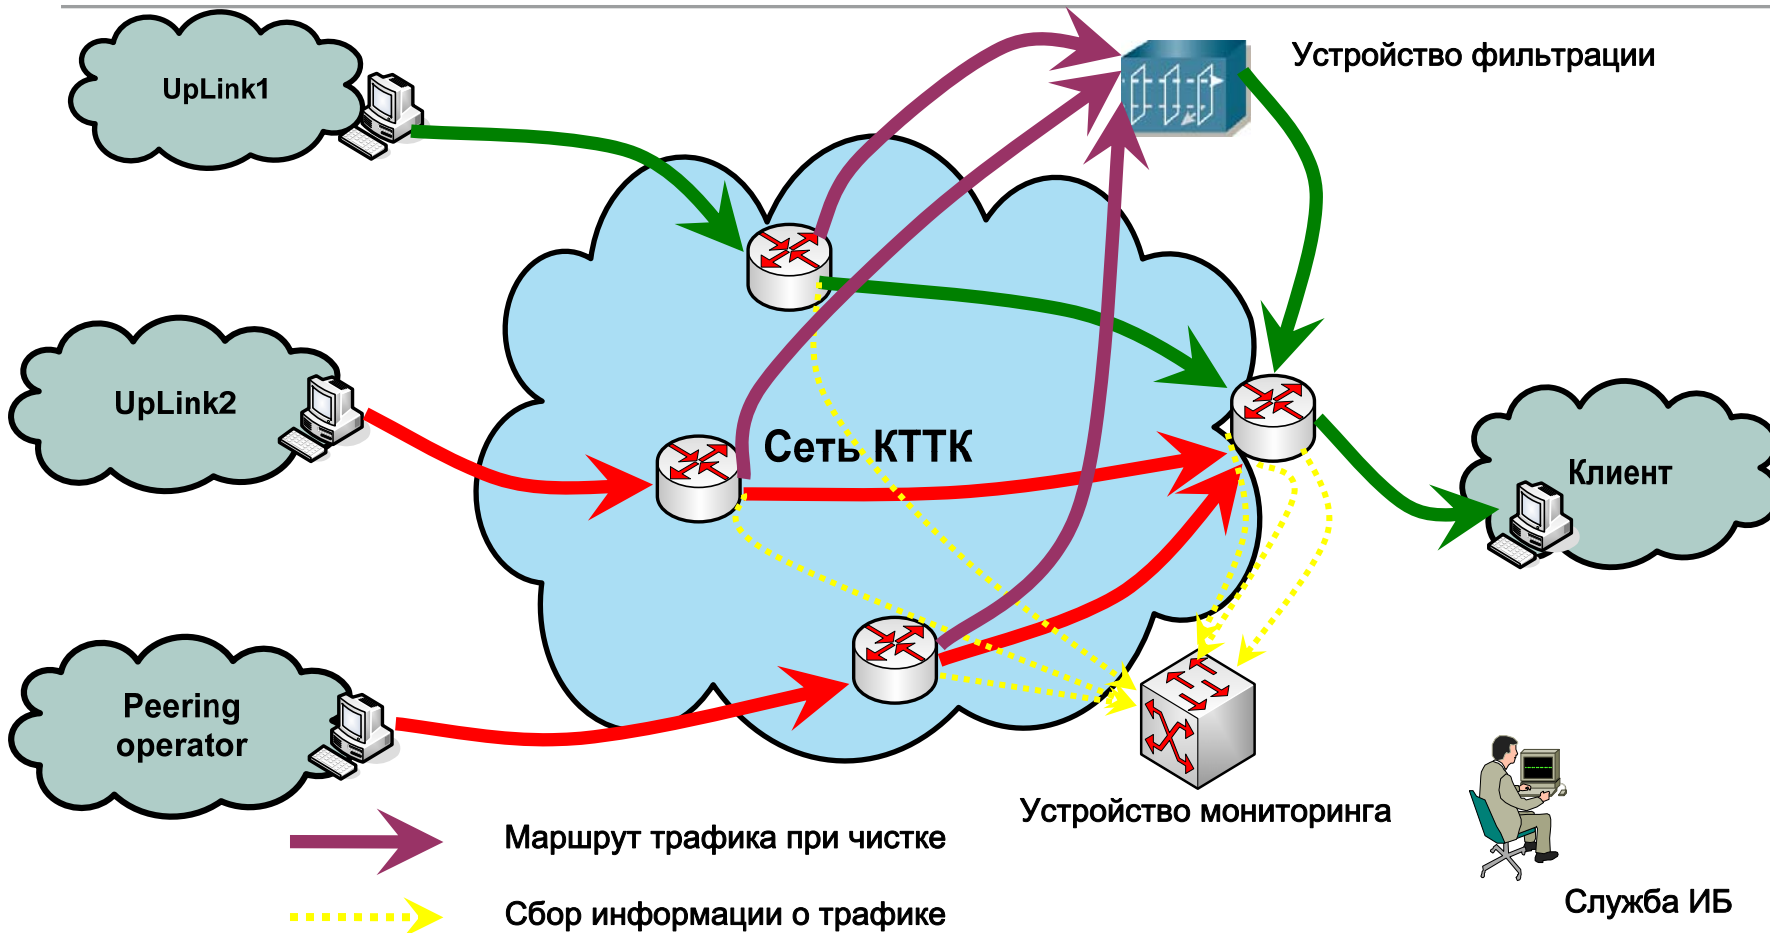 UpLink1
Устройство фильтрации
UpLink2
Сеть КТТК
Клиент
Peering
operator
Устройство мониторинга
Маршрут трафика при чистке
Сбор информации о трафике
Служба ИБ